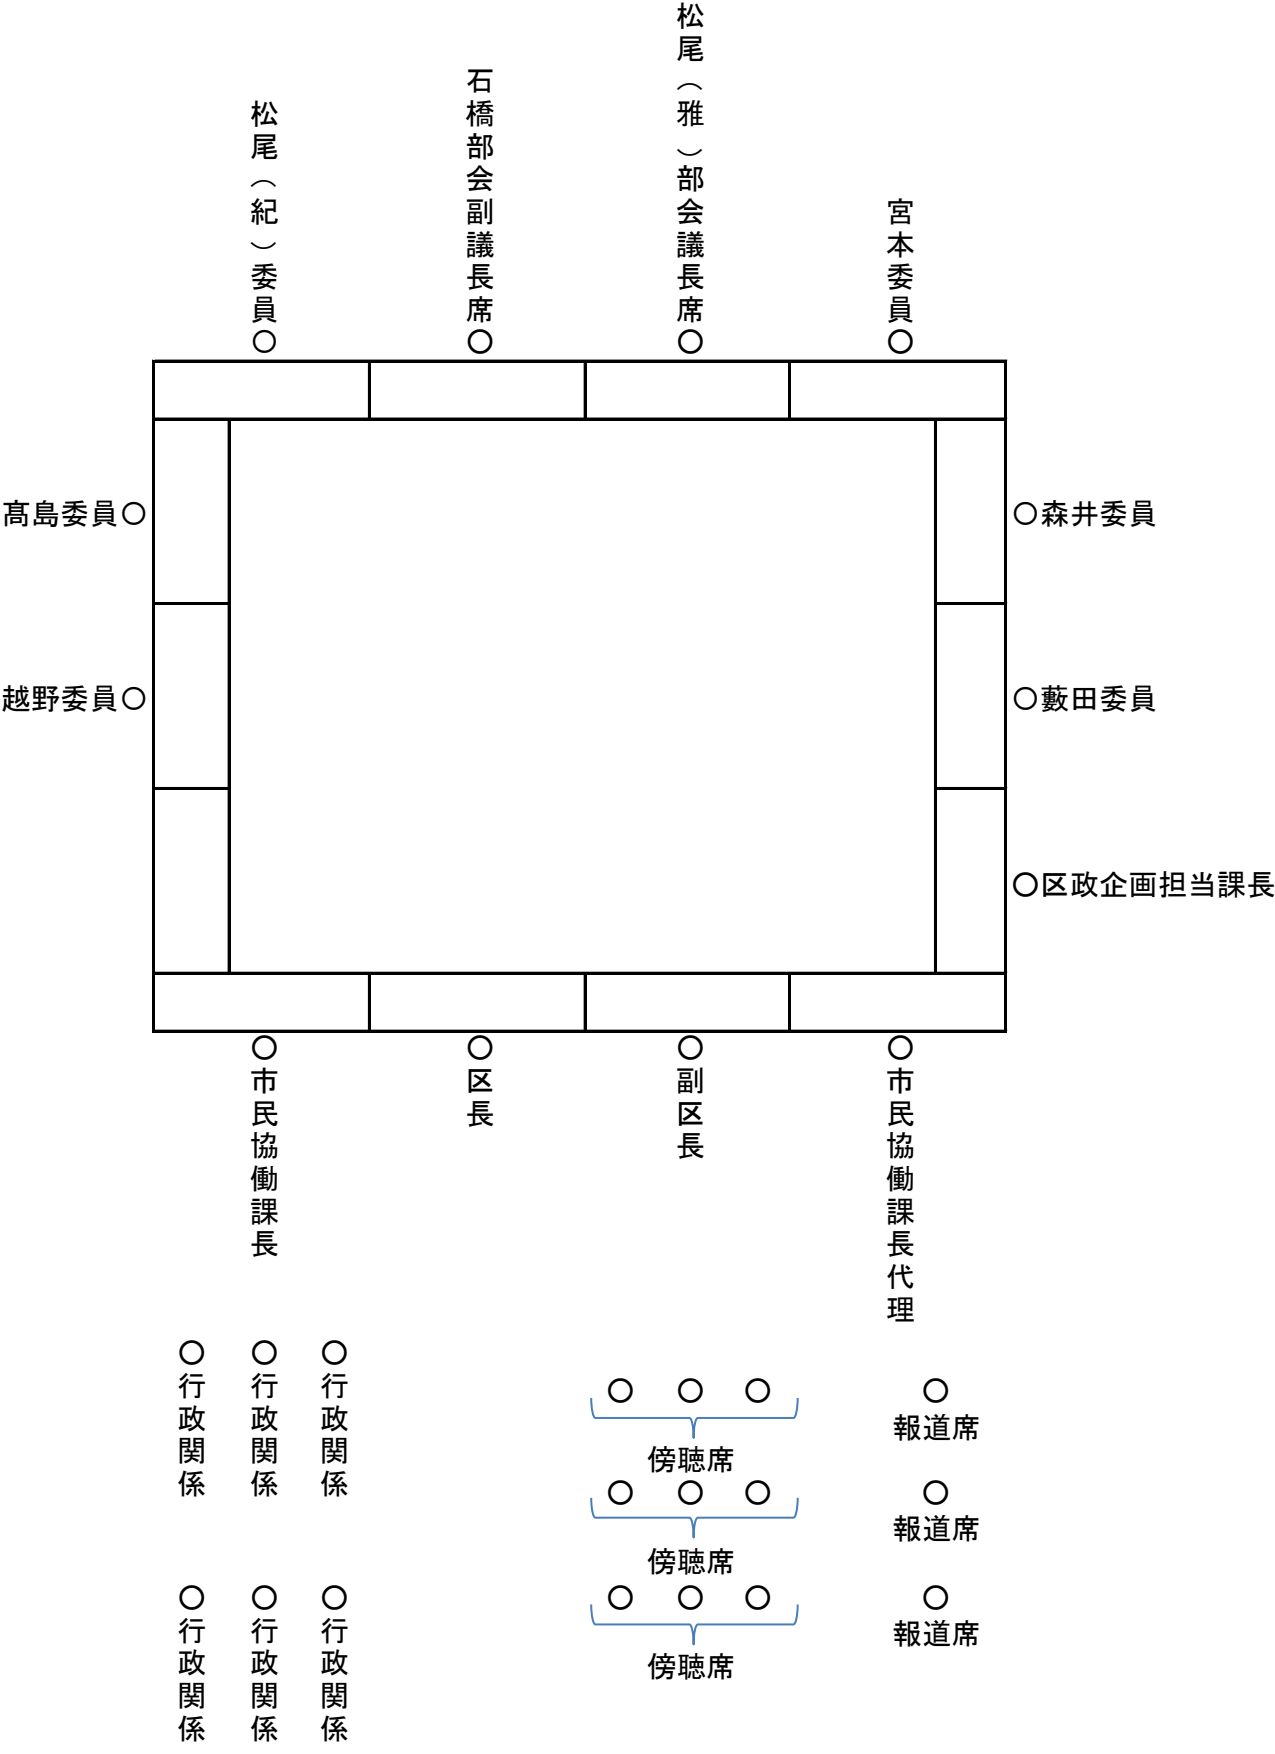 松尾（紀）委員○
石橋部会副議長席○
松尾（雅）部会議長席○
宮本委員○
髙島委員○
○森井委員
越野委員○
○藪田委員
○区政企画担当課長
○市民協働課長
○区長
○副区長
○市民協働課長代理
○行政関係
○行政関係
○行政関係
○ ○ ○
傍聴席
○
報道席
○ ○ ○
傍聴席
○
報道席
○行政関係
○行政関係
○行政関係
○ ○ ○
傍聴席
○
報道席